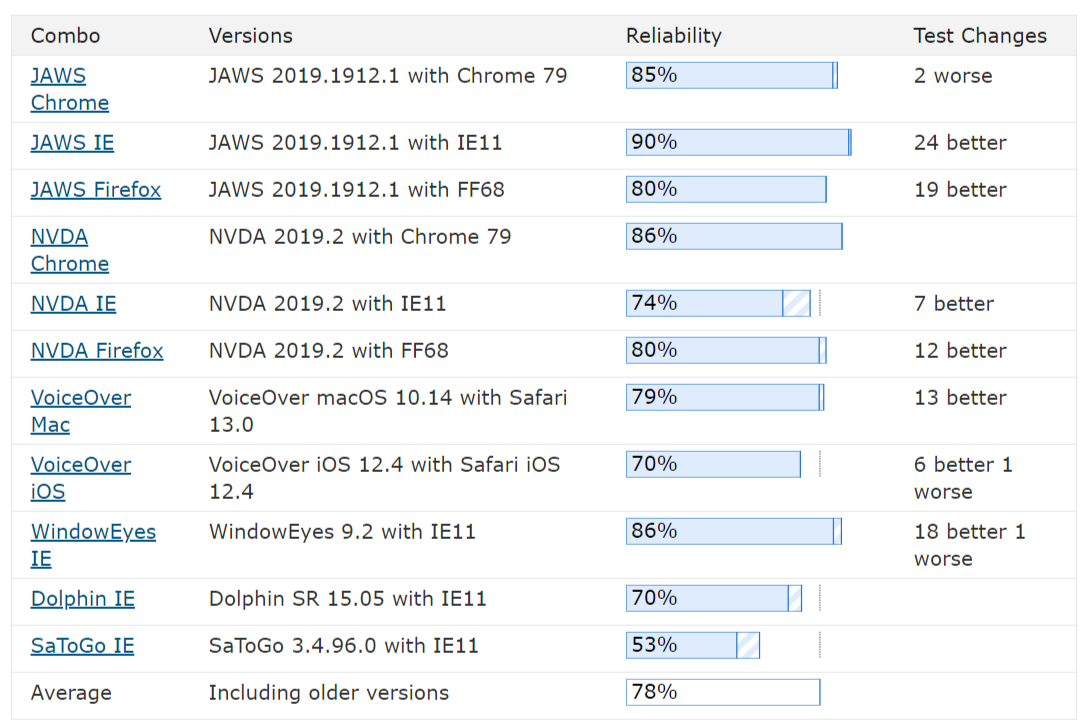 Combo Versions Reliability Test Changes
JAWS JAWS 2019.1912.1 with Chrome 79 85% 2 worse
Chrome
JAWS IE JAWS 2019.1912.1 with IE11 90% 24 better
JAWS Firefox JAWS 2019.1912.1 with FF68 80% 19 better
NVDA NVDA 2019.2 with Chrome 79 86%
Chrome
NVDA IE NVDA 2019.2 with IE11 74% 7 better
NVDA Firefox NVDA 2019.2 with FF68 80% 12 better
VoiceOver VoiceOver macOS 10.14 with Safari 79% 13 better
Mac 13.0
VoiceOver VoiceOver iOS 12.4 with Safari iOS 70% 6 better 1
iOS 12.4 worse
WindowEyes WindowEyes 9.2 with IE11 86% 18 better 1
IE worse
Dolphin IE Dolphin SR 15.05 with IE11 70%
SaToGo IE SaToGo 3.4.96.0 with IE11 53%
Average Including older versions 78%